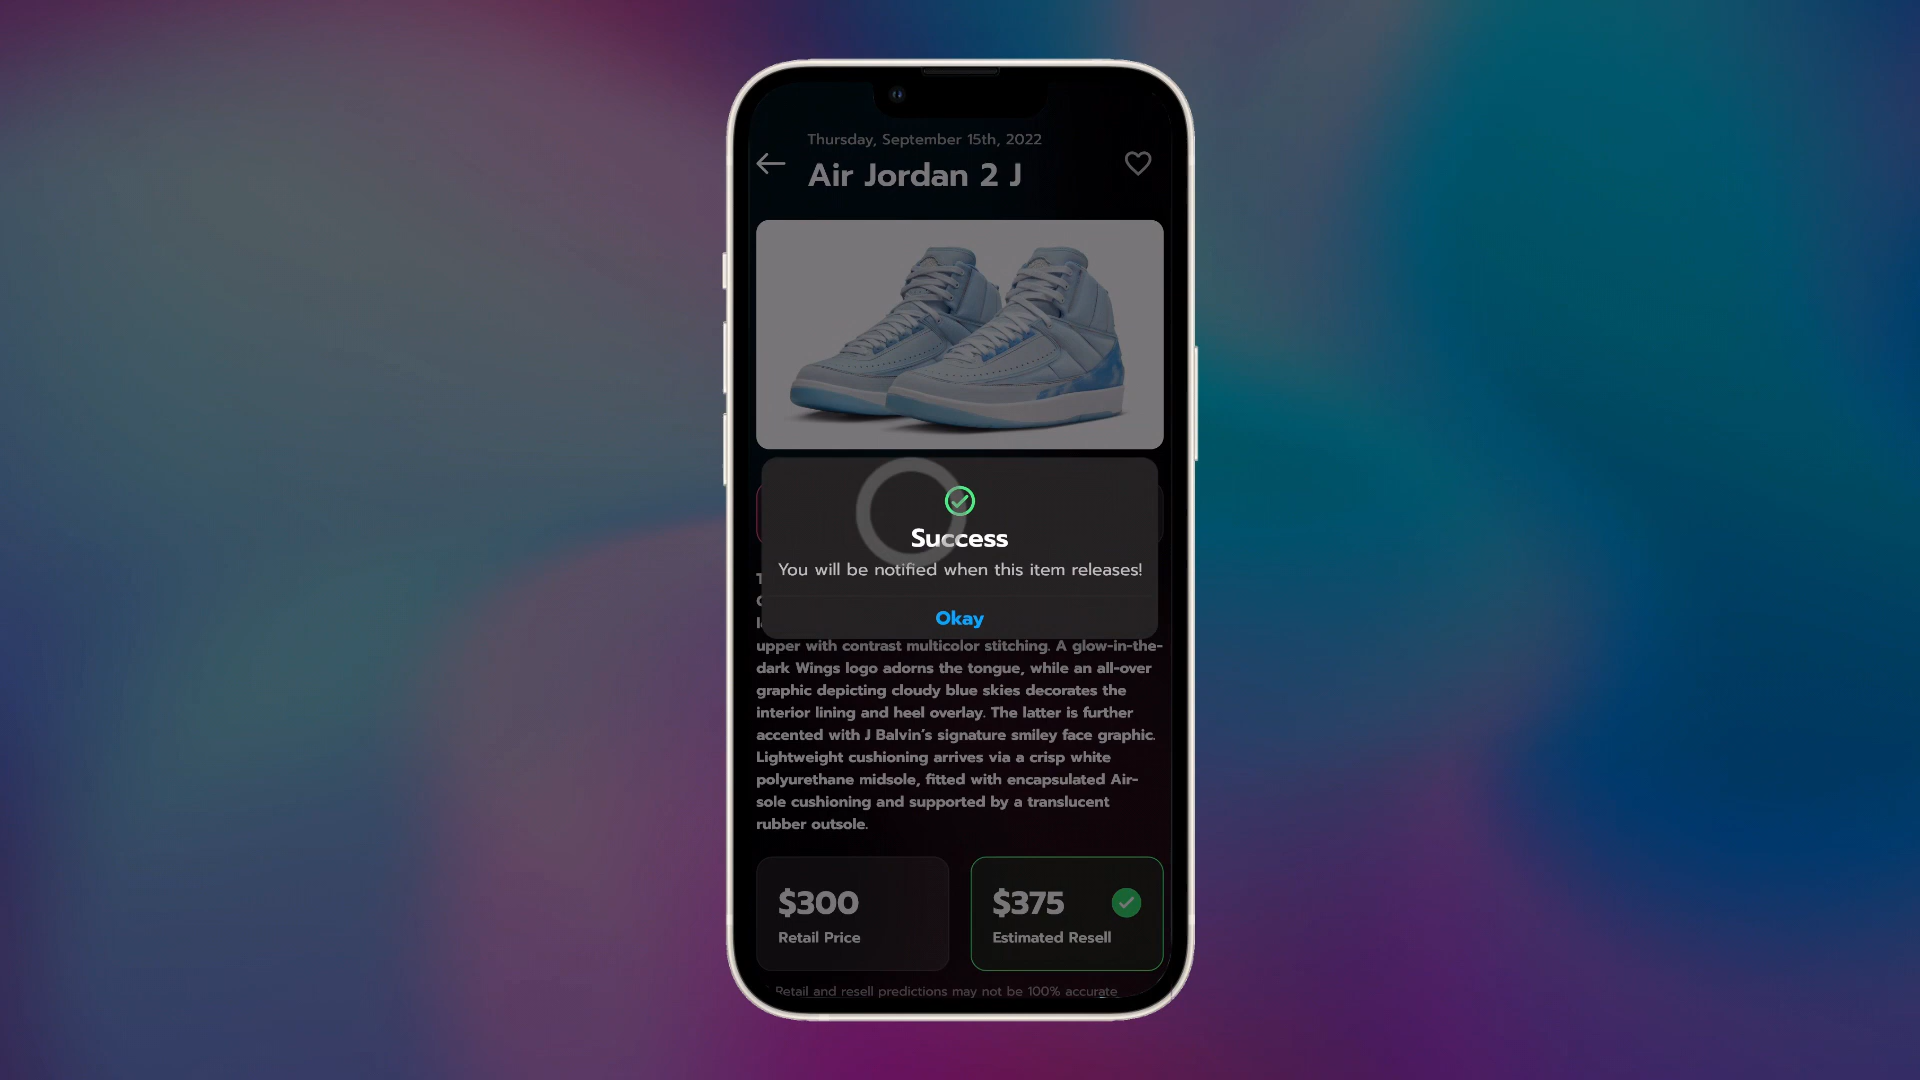 Thursday, September 15th, 2022
Air Jordan 2 J
Success
You will be notified when this item releases!
Okay
upper with contrast multicolor stitching. A glow-in-the-
dark Wings logo adorns the tongue, while an all-over
graphic depicting cloudy blue skies decorates the
interior lining and heel overlay. The latter is further
accented with J Balvin’s signature smiley face graphic.
Lightweight cushioning arrives via a crisp white
polyurethane midsole, fitted with encapsulated Air-
sole cushioning and supported by a translucent
rubber outsole.
$300
Retail Price
$375
Estimated Resell
Retail and resell predictions may not be 100% accurate